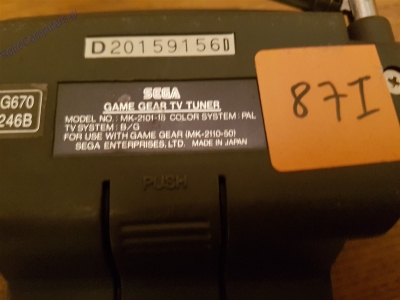 D20159156D
G670
246B
SEGA
GAME GEAR TV TUNER
MODEL NO.: MK-2101-18 COLOR SYSTEM: PAL
TV SYSTEM: B/G
FOR USE WITH GAME GEAR (MK-2110-50)
SEGA ENTERPRISES, LTD. MADE IN JAPAN
87I
PUSH